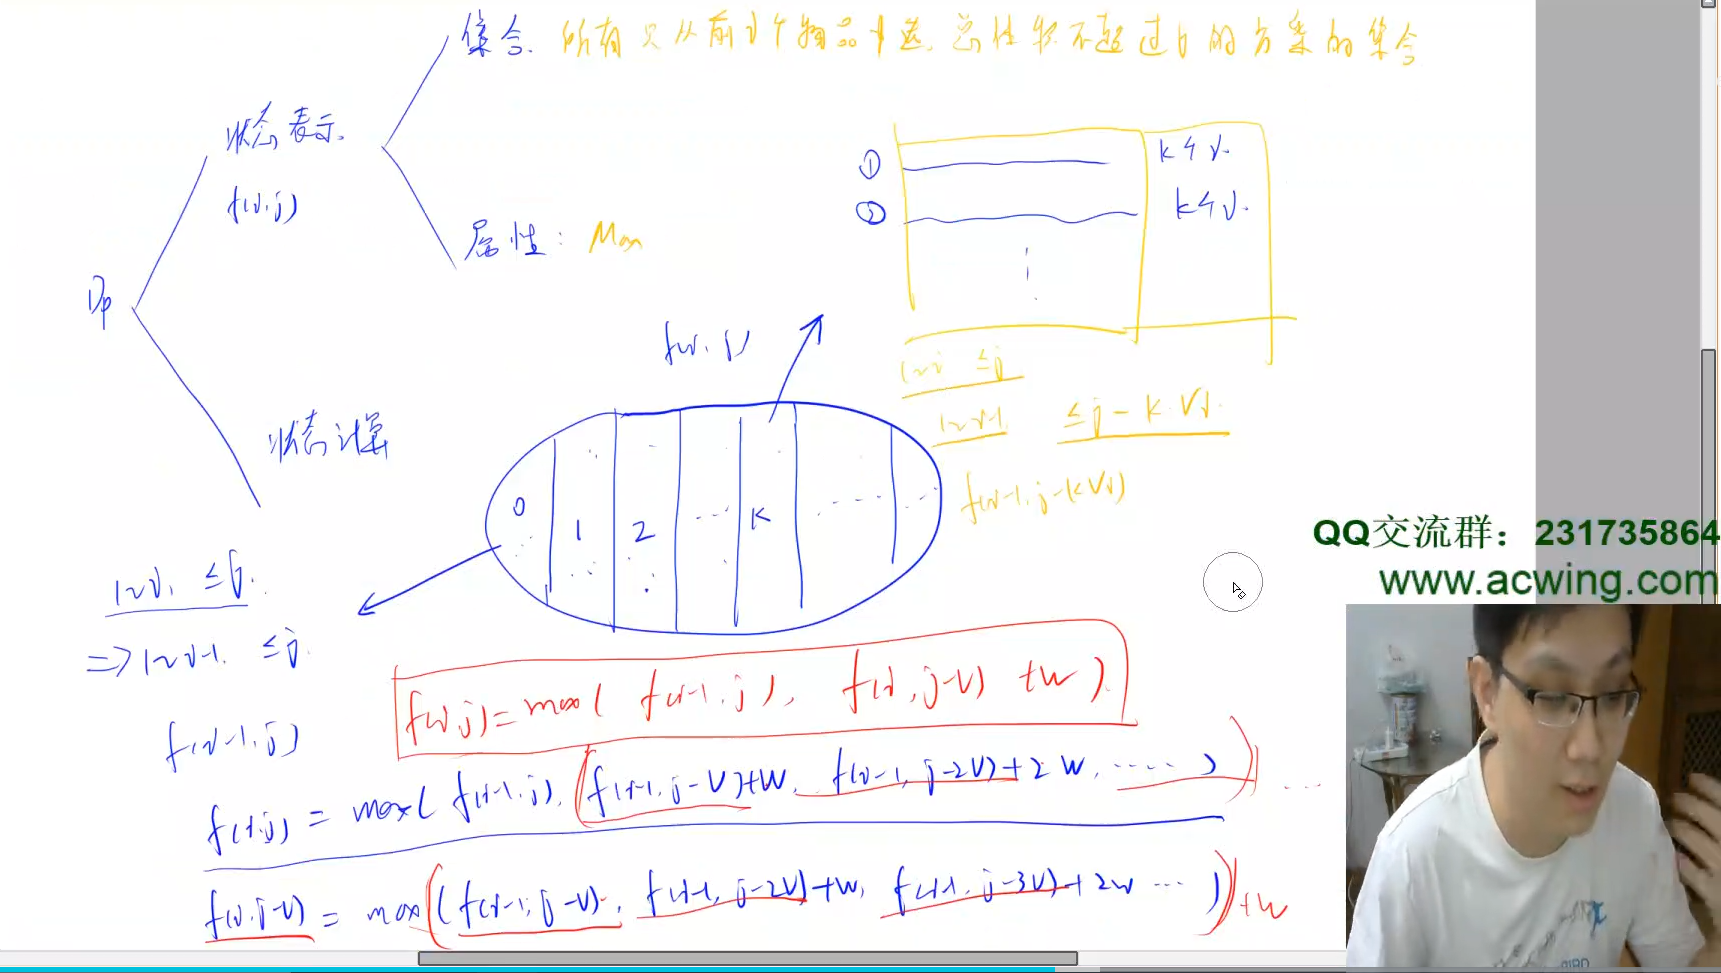 集合. 所有只从前i个物品中选,总体积不超过j的方案的集合
状态表示.
f(i,j)
属性: Max
DP
状态计算
① k个i.
② k个i.
f(i,j)
1~i ≤j
1~i-1 ≤j-k·Vi.
f(i-1,j-kVi)
0 1 2 ... K ......
1~i, ≤j.
=> 1~i-1. ≤j.
f(i-1,j)
f(i,j)=max( f(i-1,j), f(i,j-V) +W ).
f(i,j) = max( f(i-1,j), f(i-1,j-V)+W, f(i-1,j-2V)+2W, ..... ) ...
f(i,j-V) = max( f(i-1,j-V), f(i-1,j-2V)+W, f(i-1,j-3V)+2W ... ) +W
QQ交流群：231735864
www.acwing.com